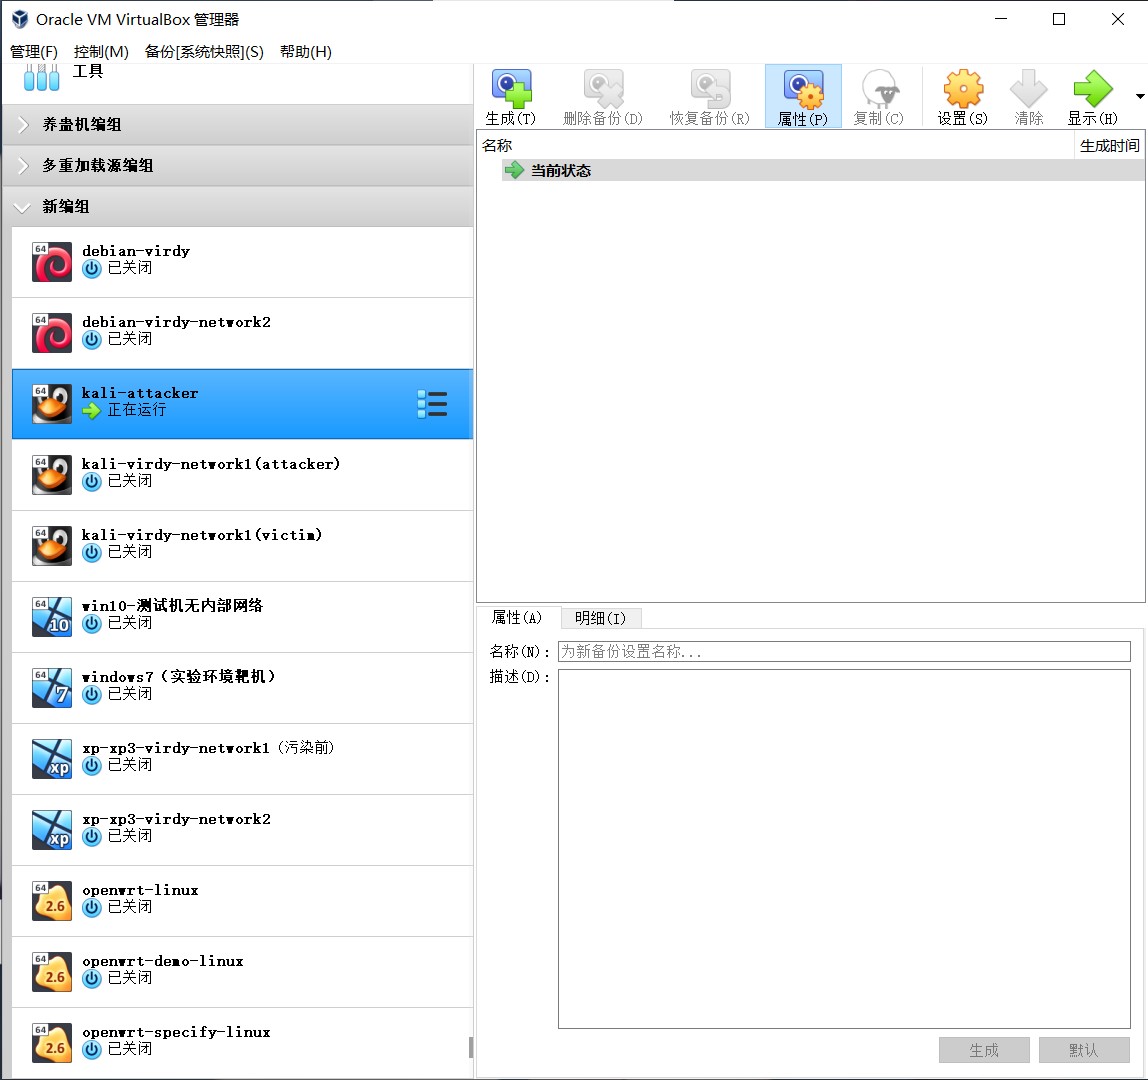 Oracle VM VirtualBox 管理器
管理(F) 控制(M) 备份[系统快照](S) 帮助(H)
工具
养蛊机编组
多重加载源编组
新编组
64
debian-virdy
已关闭
64
debian-virdy-network2
已关闭
64
kali-attacker
正在运行
64
kali-virdy-network1(attacker)
已关闭
64
kali-virdy-network1(victim)
已关闭
64
10
win10-测试机无内部网络
已关闭
64
7
windows7（实验环境靶机）
已关闭
xp
xp-xp3-virdy-network1（污染前）
已关闭
xp
xp-xp3-virdy-network2
已关闭
64
2.6
openwrt-linux
已关闭
64
2.6
openwrt-demo-linux
已关闭
64
2.6
openwrt-specify-linux
已关闭
生成(T) 删除备份(D) 恢复备份(R) 属性(P) 复制(C) 设置(S) 清除 显示(H)
名称 生成时间
当前状态
属性(A) 明细(I)
名称(N)： 为新备份设置名称...
描述(D)：
生成 默认